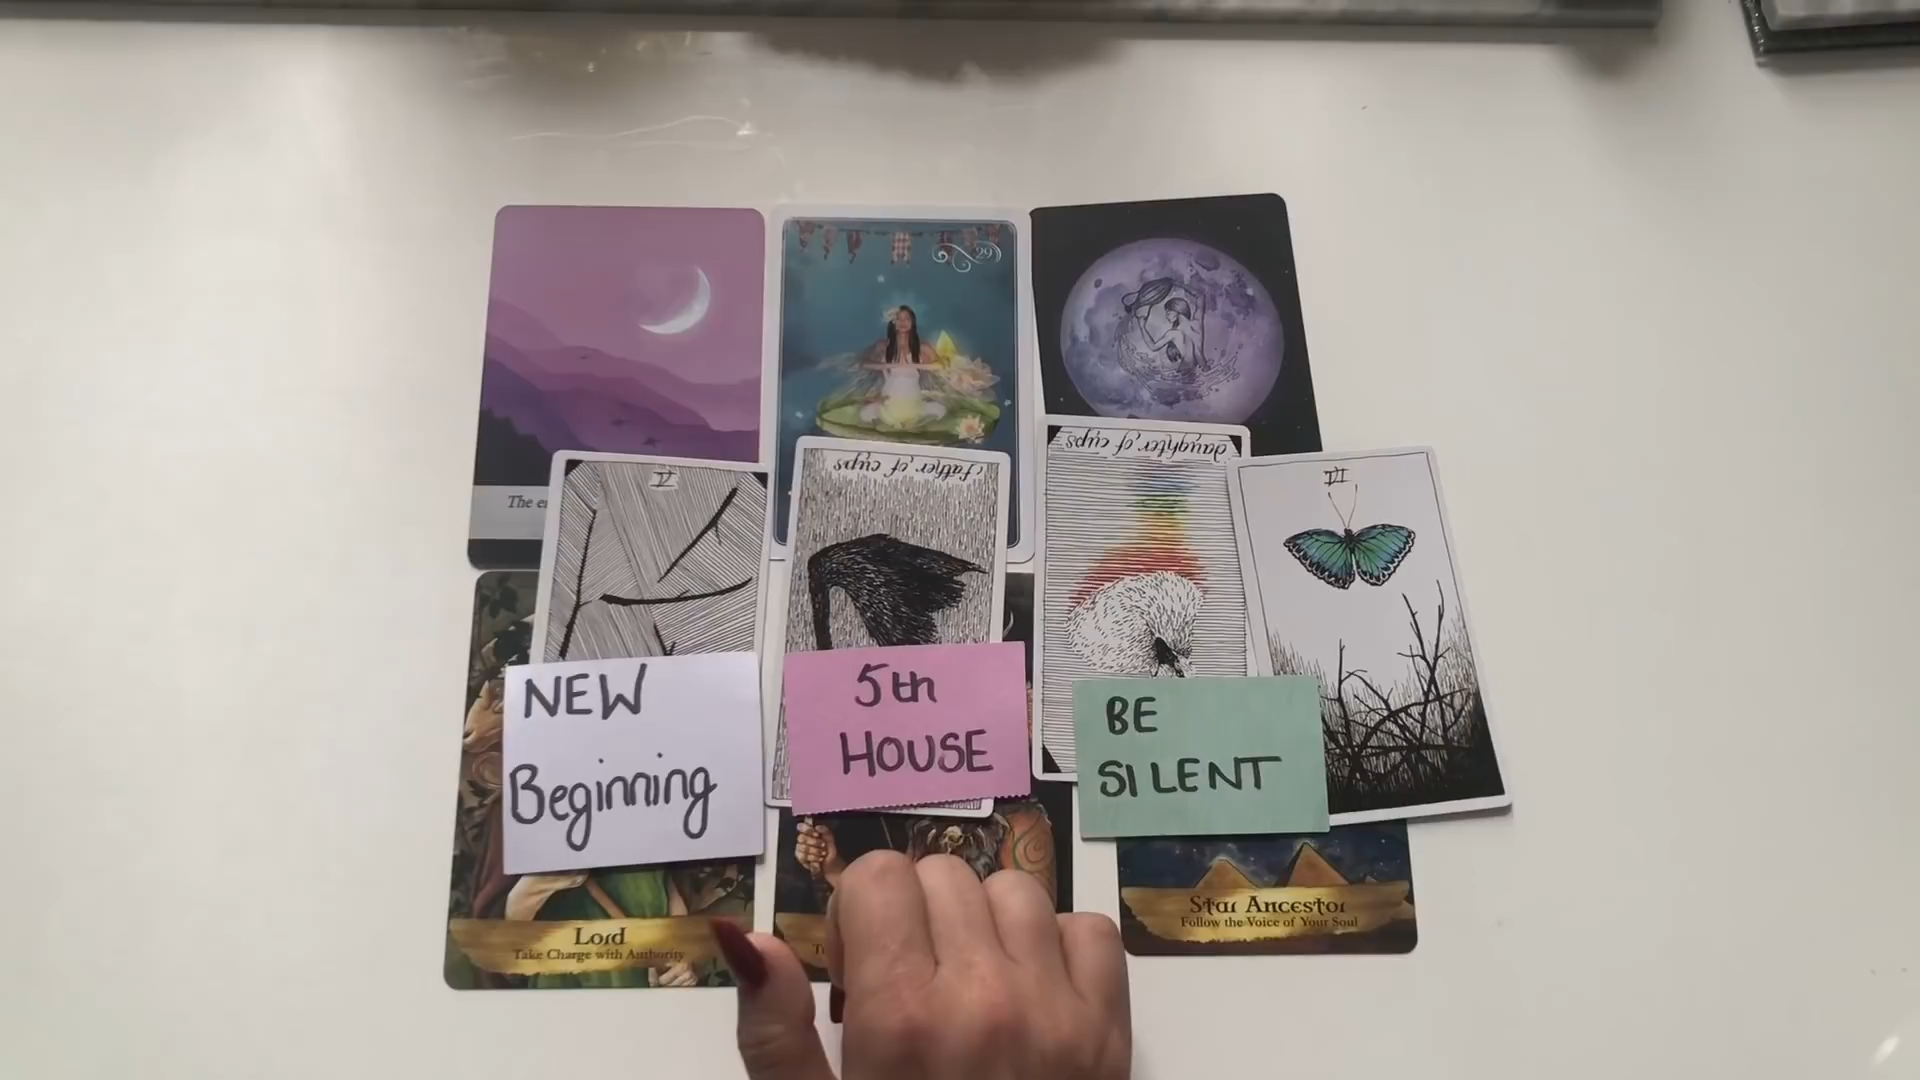 29
The
father of cups
daughter of cups
VI
NEW
Beginning
5th
HOUSE
BE
SILENT
Lord
Take Charge with Authority
Star Ancestor
Follow the Voice of Your Soul